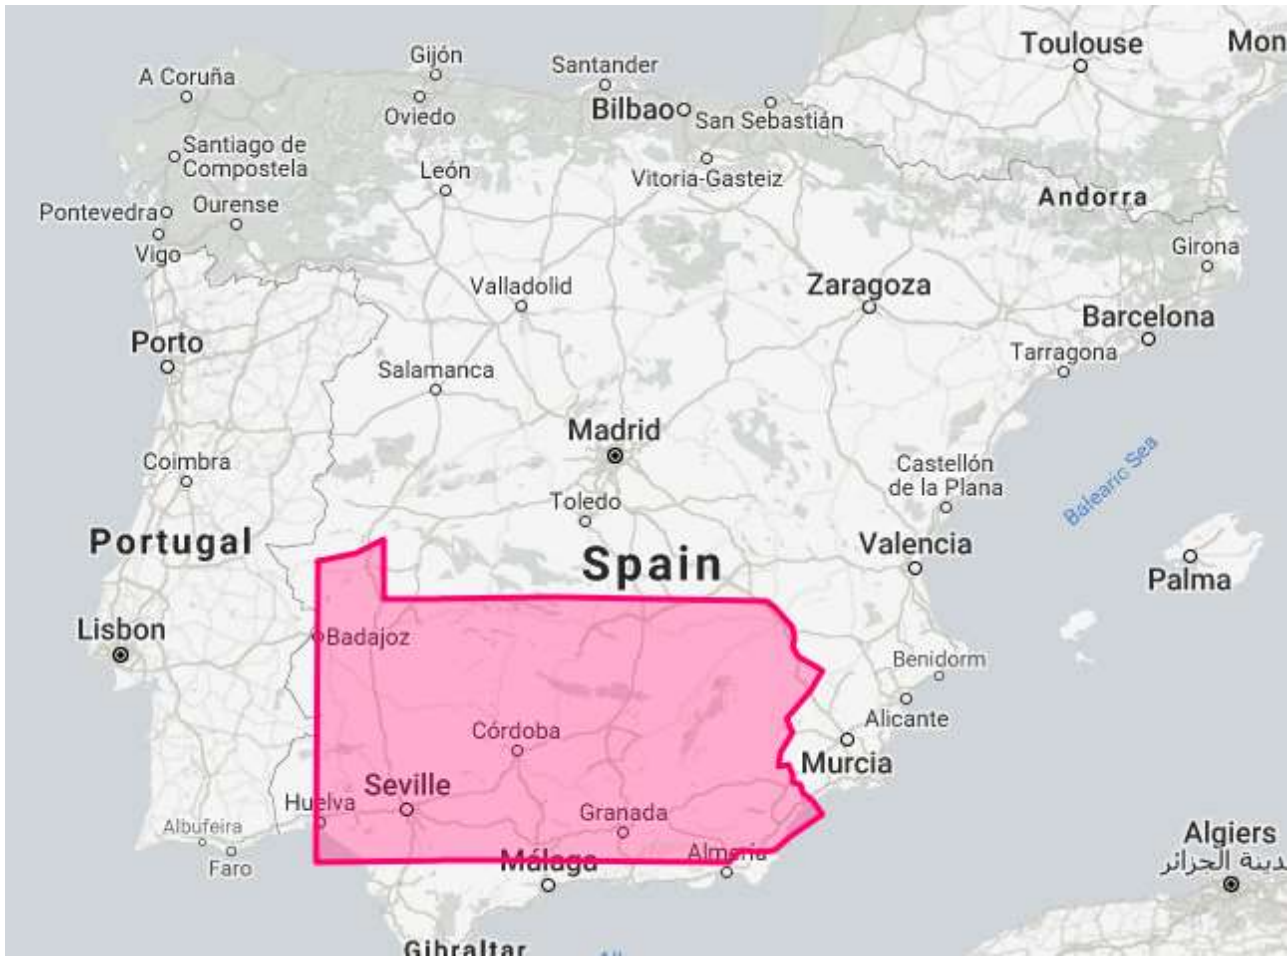 Toulouse
Mon
Gijón
Santander
A Coruña
Bilbao
Oviedo
San Sebastián
Santiago de
Compostela
León
Vitoria-Gasteiz
Andorra
Pontevedra
Ourense
Vigo
Girona
Valladolid
Zaragoza
Barcelona
Porto
Tarragona
Salamanca
Madrid
Balearic Sea
Coimbra
Castellón
de la Plana
Toledo
Portugal
Valencia
Spain
Palma
Lisbon
Badajoz
Benidorm
Alicante
Córdoba
Murcia
Seville
Huelva
Granada
Albufeira
Algiers
مدينة الجزائر
Faro
Málaga
Almería
Gibraltar